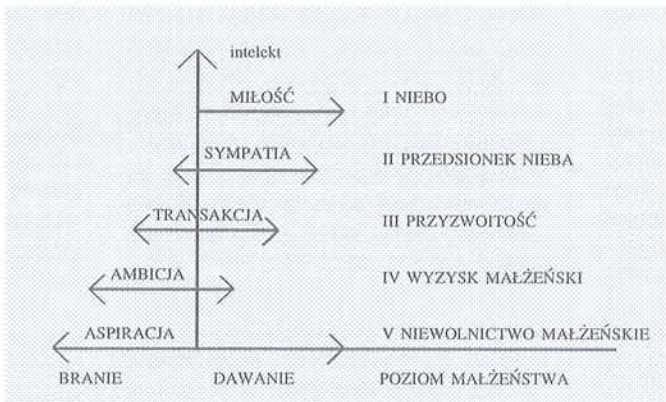 intelekt
MIŁOŚĆ I NIEBO
SYMPATIA II PRZEDSIONEK NIEBA
TRANSAKCJA III PRZYZWOITOŚĆ
AMBICJA IV WYZYSK MAŁŻEŃSKI
ASPIRACJA V NIEWOLNICTWO MAŁŻEŃSKIE
BRANIE DAWANIE POZIOM MAŁŻEŃSTWA